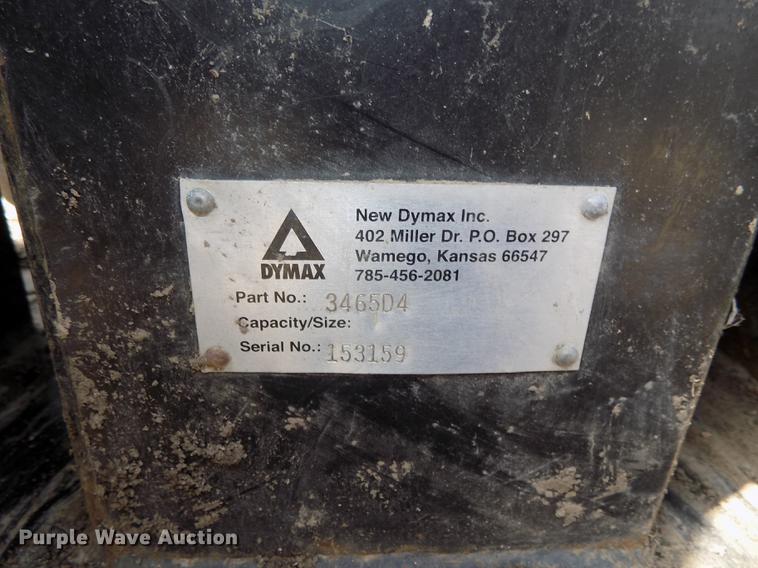 New Dymax Inc.
402 Miller Dr. P.O. Box 297
Wamego, Kansas 66547
785-456-2081
DYMAX
Part No.: 3465D4
Capacity/Size:
Serial No.: 153159
Purple Wave Auction